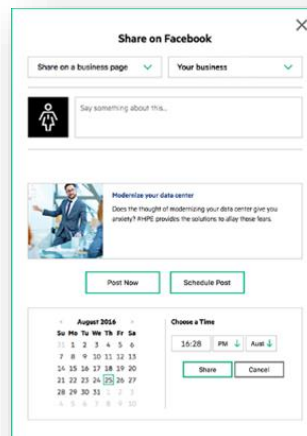 Share on Facebook
Share on a business page
Your business
Say something about this..
Modernize your data center
Does the thought of modernizing your data center give you
anxiety? #HPE provides the solutions to allay those fears.
Post Now
Schedule Post
August 2016
Su Mo Tu We Th Fr Sa
31 1 2 3 4 5 6
7 8 9 10 11 12 13
14 15 16 17 18 19 20
21 22 23 24 25 26 27
28 29 30 31 1 2 3
4 5 6 7 8 9 10
Choose a Time
16:28 PM Aust
Share Cancel